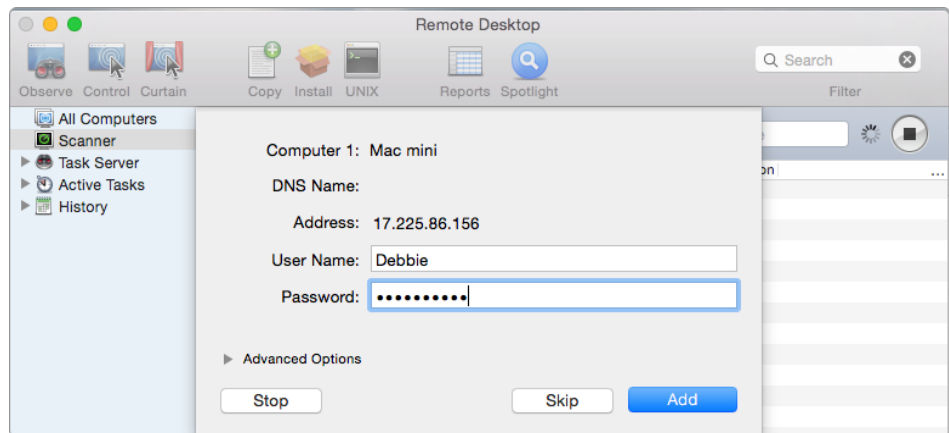 Remote Desktop
Observe Control Curtain Copy Install UNIX Reports Spotlight
Search
Filter
All Computers
Scanner
Task Server
Active Tasks
History
Computer 1: Mac mini
DNS Name:
Address: 17.225.86.156
User Name: Debbie
Password: ••••••••••
Advanced Options
Stop Skip Add
...